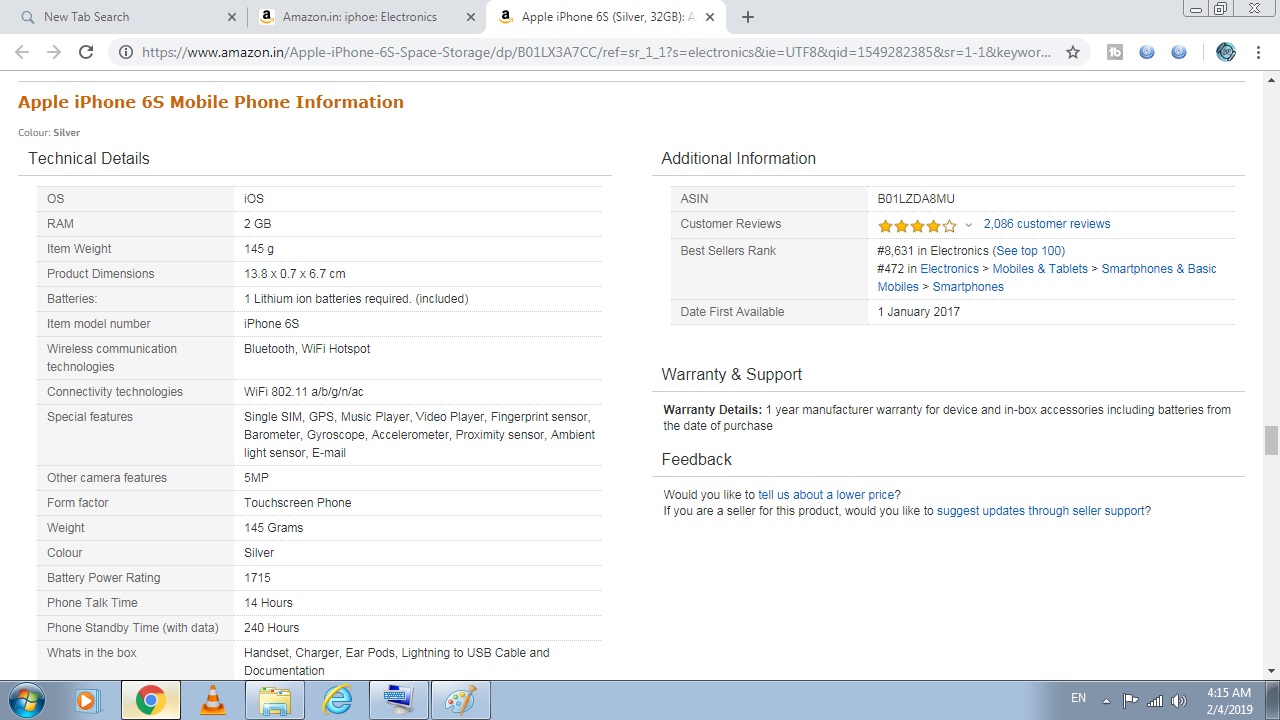 New Tab Search
Amazon.in: iphoe: Electronics
Apple iPhone 6S (Silver, 32GB): A
https://www.amazon.in/Apple-iPhone-6S-Space-Storage/dp/B01LX3A7CC/ref=sr_1_1?s=electronics&ie=UTF8&qid=1549282385&sr=1-1&keywor...
Apple iPhone 6S Mobile Phone Information
Colour: Silver
Technical Details
OS iOS
RAM 2 GB
Item Weight 145 g
Product Dimensions 13.8 x 0.7 x 6.7 cm
Batteries: 1 Lithium ion batteries required. (included)
Item model number iPhone 6S
Wireless communication Bluetooth, WiFi Hotspot
technologies
Connectivity technologies WiFi 802.11 a/b/g/n/ac
Special features Single SIM, GPS, Music Player, Video Player, Fingerprint sensor,
Barometer, Gyroscope, Accelerometer, Proximity sensor, Ambient
light sensor, E-mail
Other camera features 5MP
Form factor Touchscreen Phone
Weight 145 Grams
Colour Silver
Battery Power Rating 1715
Phone Talk Time 14 Hours
Phone Standby Time (with data) 240 Hours
Whats in the box Handset, Charger, Ear Pods, Lightning to USB Cable and
Documentation
Additional Information
ASIN B01LZDA8MU
Customer Reviews 2,086 customer reviews
Best Sellers Rank #8,631 in Electronics (See top 100)
#472 in Electronics > Mobiles & Tablets > Smartphones & Basic
Mobiles > Smartphones
Date First Available 1 January 2017
Warranty & Support
Warranty Details: 1 year manufacturer warranty for device and in-box accessories including batteries from
the date of purchase
Feedback
Would you like to tell us about a lower price?
If you are a seller for this product, would you like to suggest updates through seller support?
EN
4:15 AM
2/4/2019